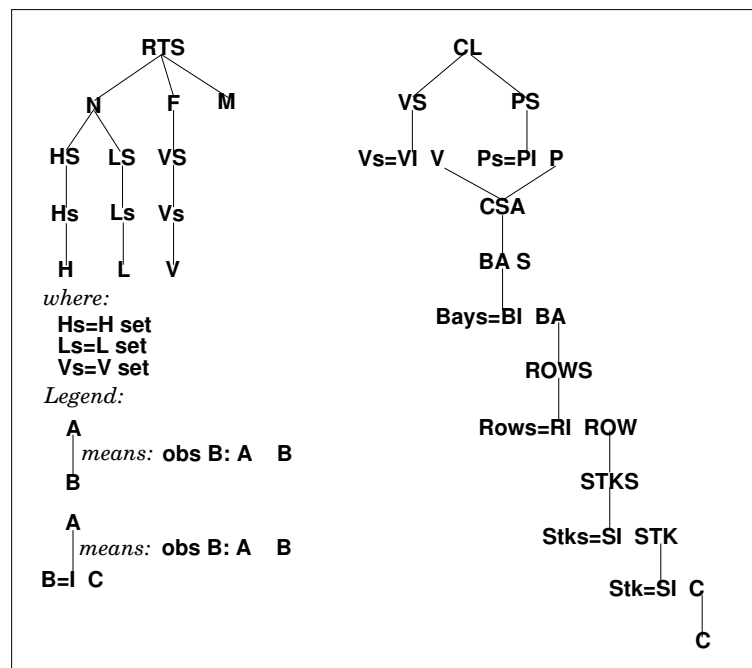 RTS
N F M
HS LS VS
Hs Ls Vs
H L V
where:
Hs=H set
Ls=L set
Vs=V set
Legend:
A
means: obs B: A B
B
A
means: obs B: A B
B=I C
CL
VS PS
Vs=VI V Ps=PI P
CSA
BA S
Bays=BI BA
ROWS
Rows=RI ROW
STKS
Stks=SI STK
Stk=SI C
C